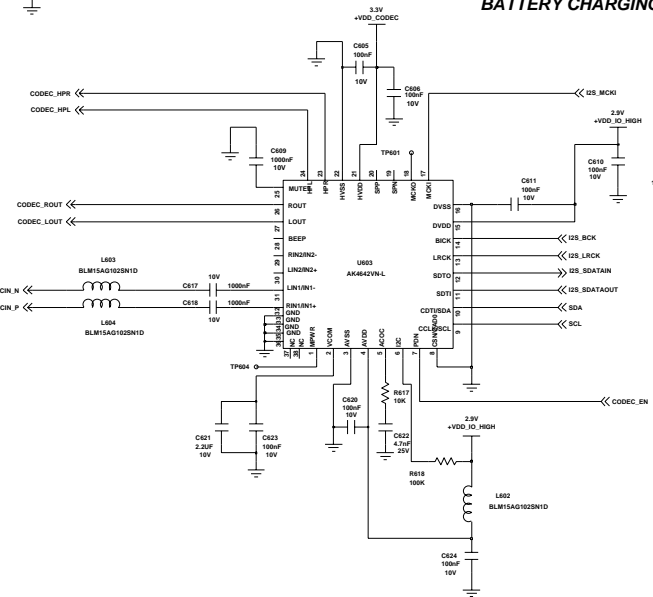 BATTERY CHARGING
3.3V
+VDD_CODEC
C605
100nF
10V
C606
100nF
10V
CODEC_HPR
CODEC_HPL
I2S_MCKI
2.9V
+VDD_IO_HIGH
C609
1000nF
10V
TP601
C611
100nF
10V
C610
100nF
10V
24
23
22
21
20
19
18
17
HPL
HPR
HVSS
HVDD
SPP
SPN
MCKO
MCKI
25
MUTET
CODEC_ROUT
ROUT
26
CODEC_LOUT
LOUT
27
BEEP
28
RIN2/IN2-
29
LIN2/IN2+
30
LIN1/IN1-
31
RIN1/IN1+
32
GND
33
GND
34
GND
35
GND
36
U603
AK4642VN-L
DVSS
16
DVDD
15
BICK
14
I2S_BCK
LRCK
13
I2S_LRCK
SDTO
12
I2S_SDATAIN
SDTI
11
I2S_SDATAOUT
CDTI/SDA
10
SDA
CCLK/SCL
9
SCL
L603
BLM15AG102SN1D
CIN_N
C617
10V
1000nF
CIN_P
C618
10V
1000nF
L604
BLM15AG102SN1D
NC
NC
MPWR
VCOM
AVSS
AVDD
ACOC
I2C
PDN
CSN/CAD0
37
38
1
2
3
4
5
6
7
8
TP604
C620
100nF
10V
R617
10K
CODEC_EN
C621
2.2UF
10V
C623
100nF
10V
C622
4.7nF
25V
2.9V
+VDD_IO_HIGH
R618
100K
L602
BLM15AG102SN1D
C624
100nF
10V